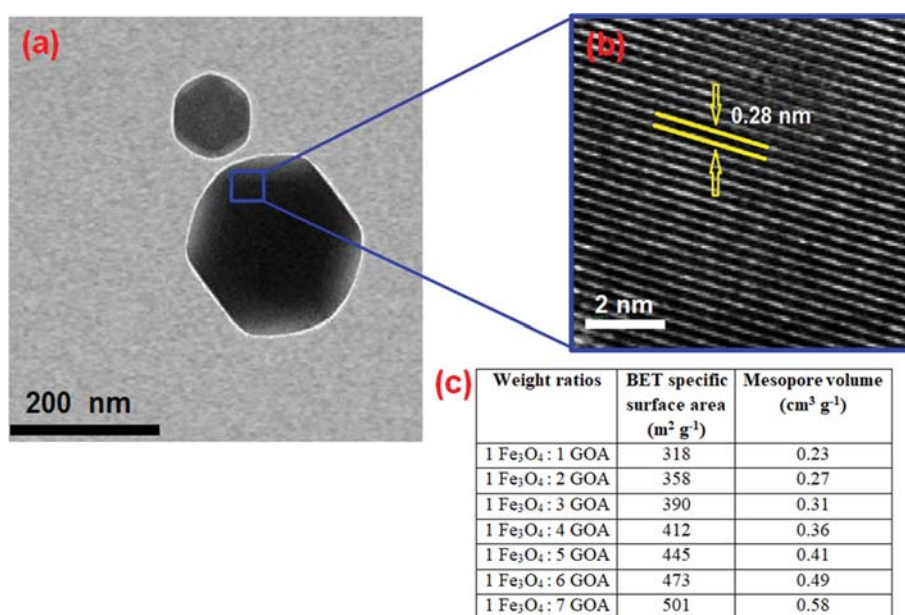 (a)
200 nm
(b)
0.28 nm
2 nm
(c)
Weight ratios BET specific surface area (m² g⁻¹) Mesopore volume (cm³ g⁻¹)
1 Fe₃O₄ : 1 GOA 318 0.23
1 Fe₃O₄ : 2 GOA 358 0.27
1 Fe₃O₄ : 3 GOA 390 0.31
1 Fe₃O₄ : 4 GOA 412 0.36
1 Fe₃O₄ : 5 GOA 445 0.41
1 Fe₃O₄ : 6 GOA 473 0.49
1 Fe₃O₄ : 7 GOA 501 0.58